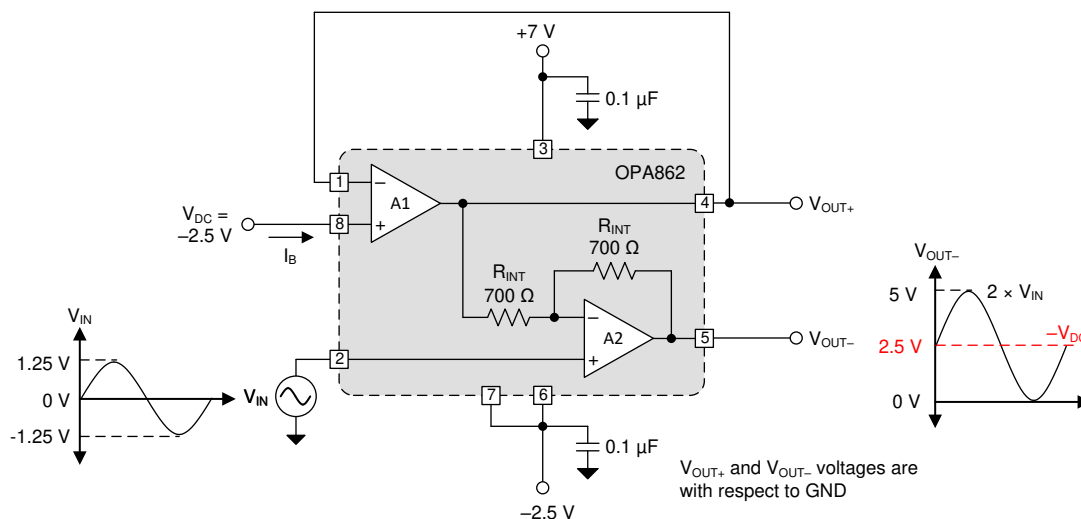 +7 V
0.1 µF
3
OPA862
1
−
A1
4
VOUT+
VDC =
−2.5 V
8
+
IB
RINT
700 Ω
RINT
700 Ω
−
A2
+
5
VOUT−
2
VIN
VIN
1.25 V
0 V
-1.25 V
7
6
0.1 µF
−2.5 V
VOUT−
5 V
2 × VIN
2.5 V
−VDC
0 V
VOUT+ and VOUT− voltages are
with respect to GND